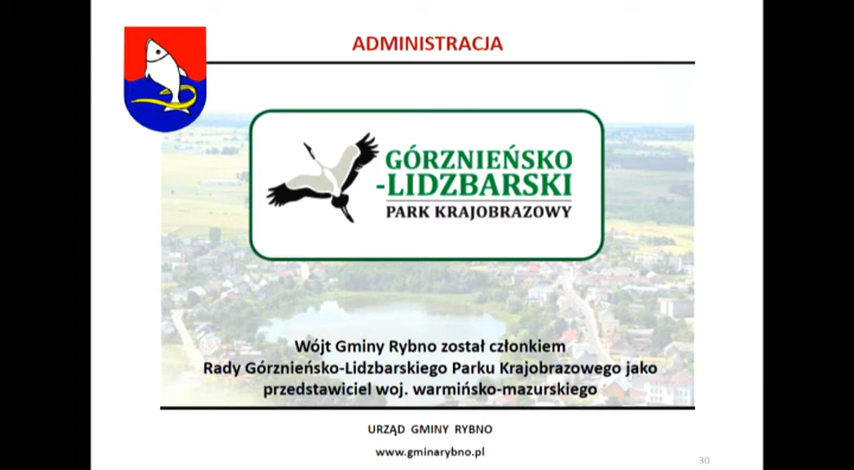 ADMINISTRACJA
GÓRZNIEŃSKO
-LIDZBARSKI
PARK KRAJOBRAZOWY
Wójt Gminy Rybno został członkiem
Rady Górznieńsko-Lidzbarskiego Parku Krajobrazowego jako
przedstawiciel woj. warmińsko-mazurskiego
URZĄD GMINY RYBNO
www.gminarybno.pl
30